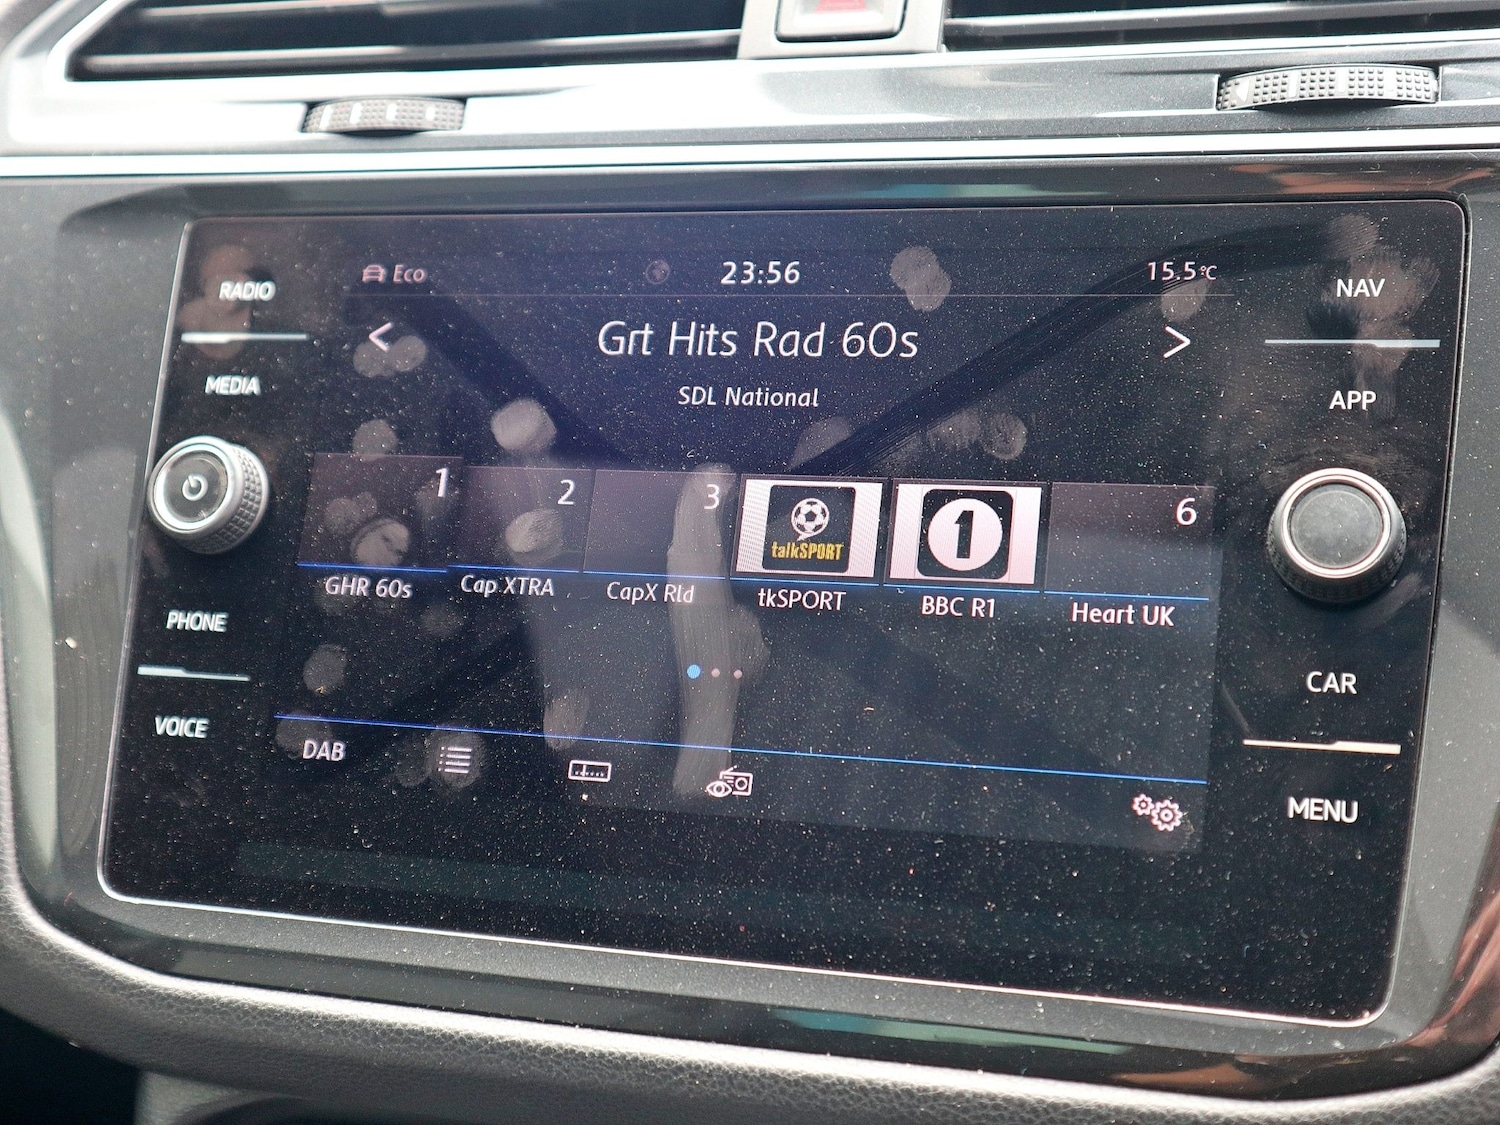 RADIO
Eco
23:56
15.5°C
NAV
Grt Hits Rad 60s
MEDIA
SDL National
APP
1
2
3
talkSPORT
1
6
GHR 60s
Cap XTRA
CapX Rld
tkSPORT
BBC R1
Heart UK
PHONE
CAR
VOICE
DAB
MENU